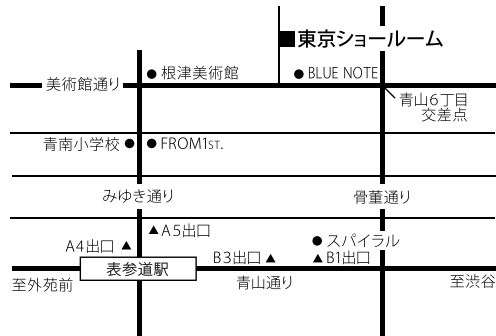 東京ショールーム
根津美術館
BLUE NOTE
美術館通り
青山6丁目
交差点
青南小学校
FROM1ST.
みゆき通り
骨董通り
A5出口
A4出口
スパイラル
B3出口
B1出口
表参道駅
至外苑前
青山通り
至渋谷